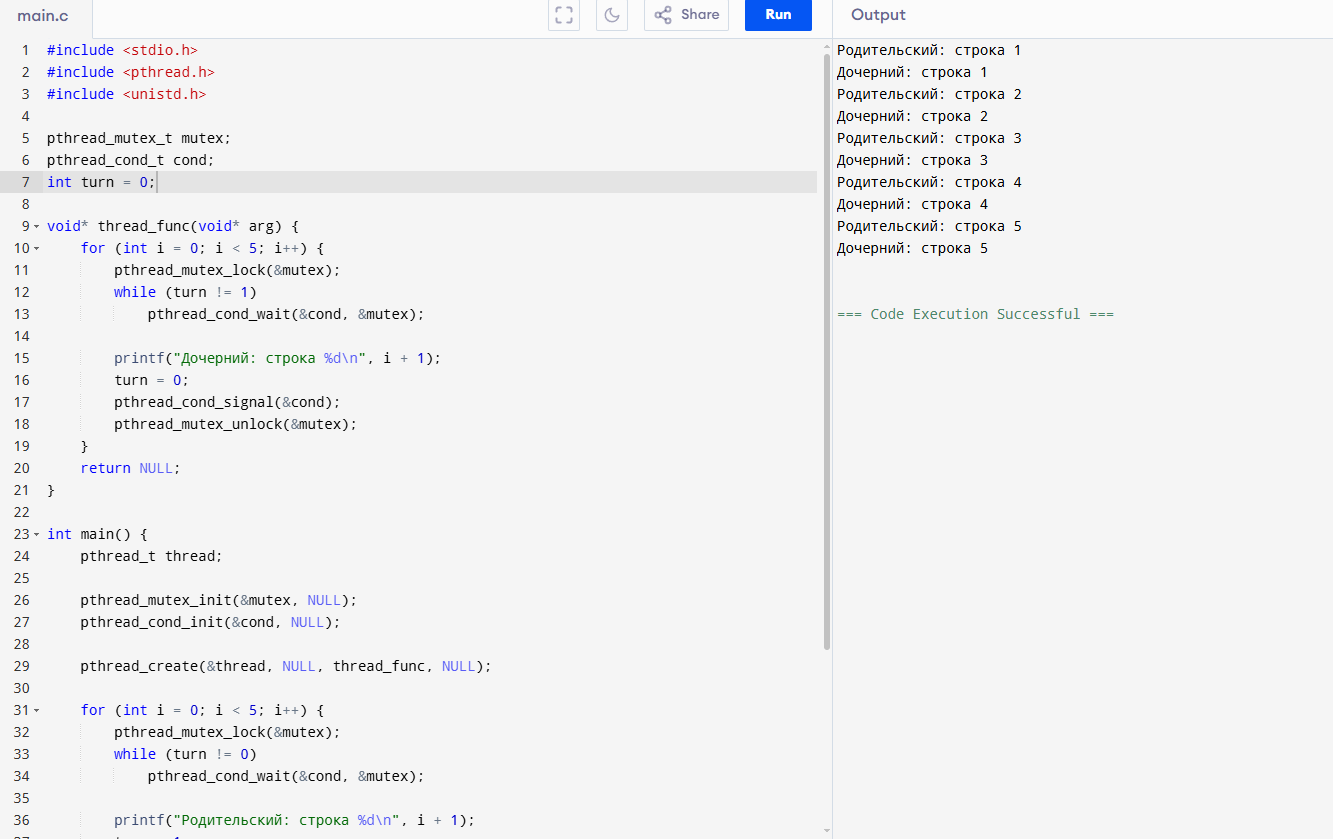 main.c
Share
Run
Output
1 #include <stdio.h>
2 #include <pthread.h>
3 #include <unistd.h>
4
5 pthread_mutex_t mutex;
6 pthread_cond_t cond;
7 int turn = 0;
8
9 void* thread_func(void* arg) {
10     for (int i = 0; i < 5; i++) {
11         pthread_mutex_lock(&mutex);
12         while (turn != 1)
13             pthread_cond_wait(&cond, &mutex);
14
15         printf("Дочерний: строка %d\n", i + 1);
16         turn = 0;
17         pthread_cond_signal(&cond);
18         pthread_mutex_unlock(&mutex);
19     }
20     return NULL;
21 }
22
23 int main() {
24     pthread_t thread;
25
26     pthread_mutex_init(&mutex, NULL);
27     pthread_cond_init(&cond, NULL);
28
29     pthread_create(&thread, NULL, thread_func, NULL);
30
31     for (int i = 0; i < 5; i++) {
32         pthread_mutex_lock(&mutex);
33         while (turn != 0)
34             pthread_cond_wait(&cond, &mutex);
35
36         printf("Родительский: строка %d\n", i + 1);
Родительский: строка 1
Дочерний: строка 1
Родительский: строка 2
Дочерний: строка 2
Родительский: строка 3
Дочерний: строка 3
Родительский: строка 4
Дочерний: строка 4
Родительский: строка 5
Дочерний: строка 5
=== Code Execution Successful ===